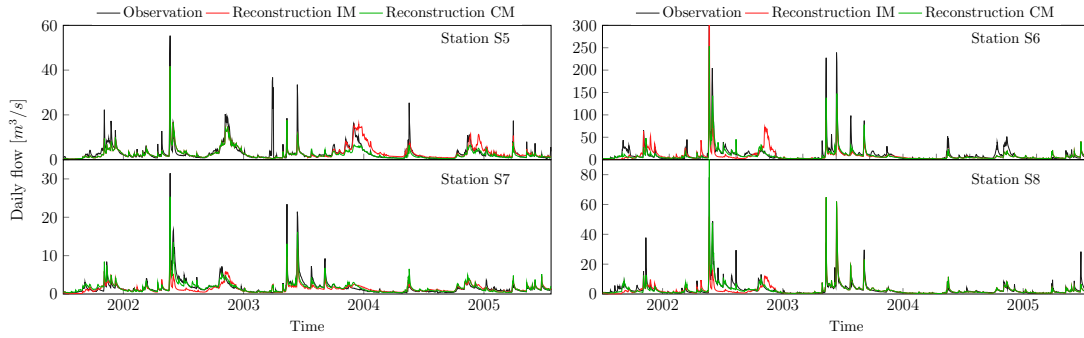 Observation Reconstruction IM Reconstruction CM
Observation Reconstruction IM Reconstruction CM
Station S5
60
40
20
0
Station S6
300
250
200
150
100
50
0
Daily flow [m³/s]
Station S7
30
20
10
0
2002 2003 2004 2005
Time
Station S8
80
60
40
20
0
2002 2003 2004 2005
Time